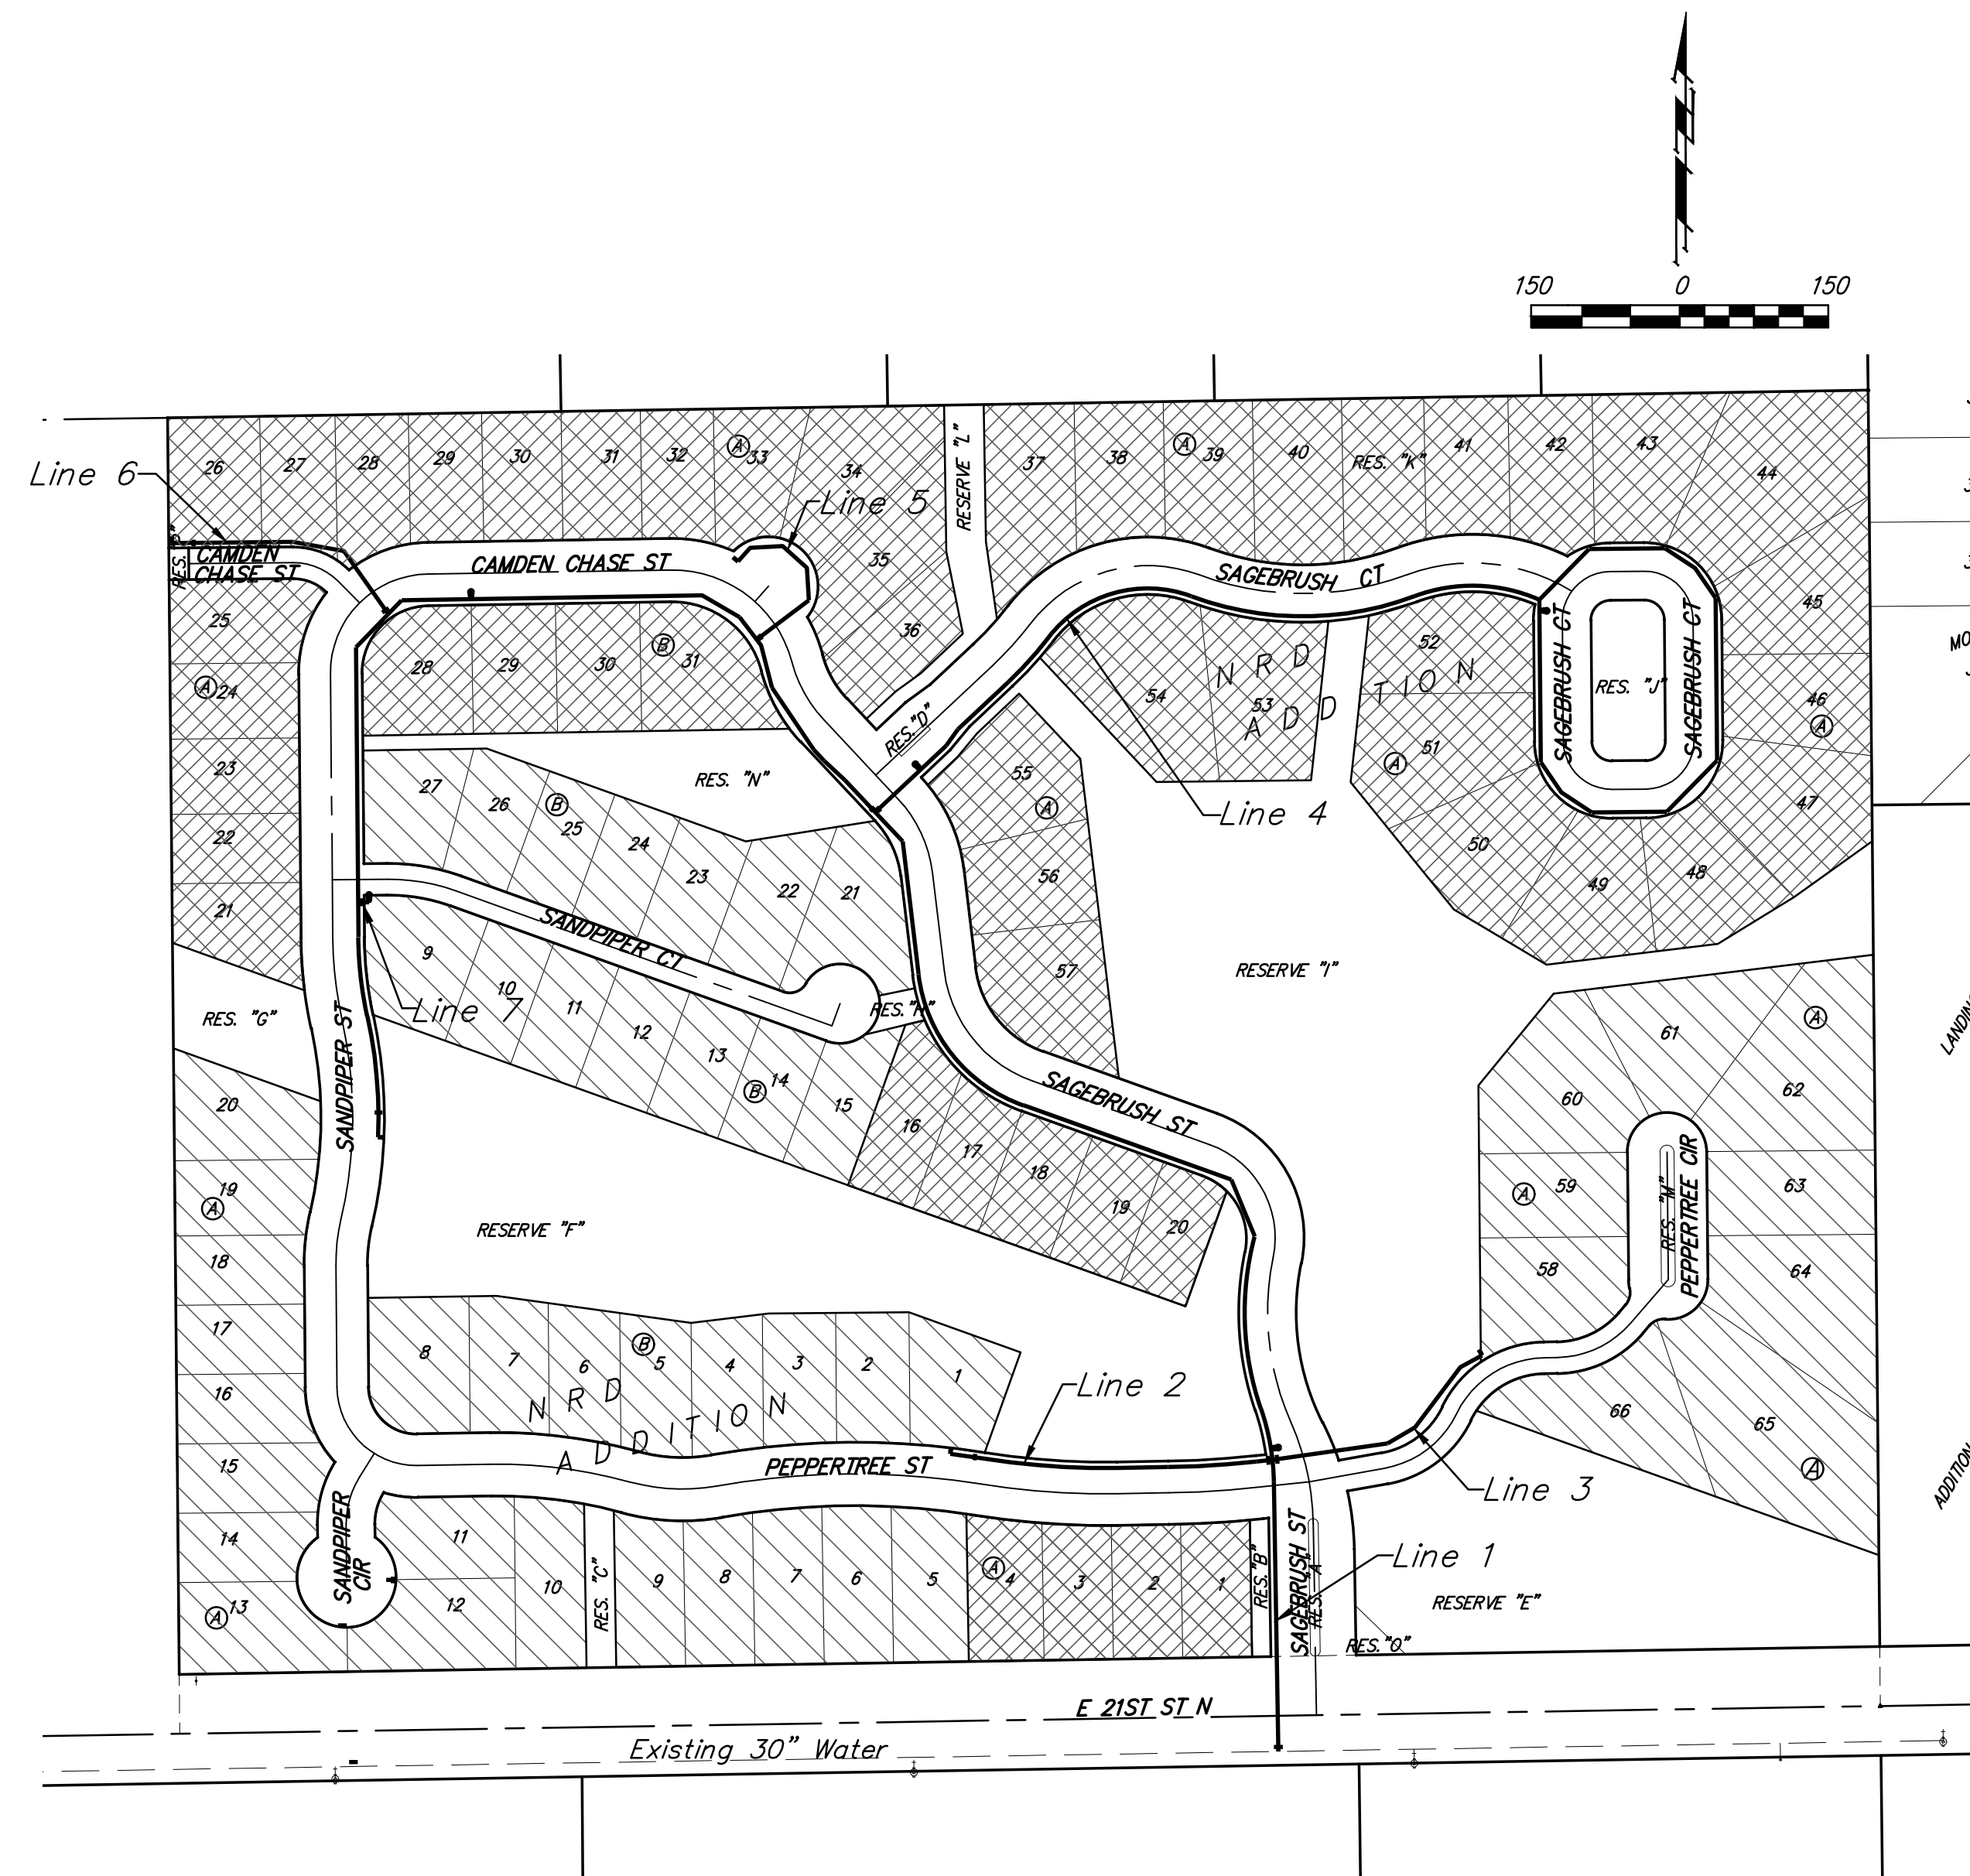 150 0 150
26 27 28 29 30 31 32 A 33 34
RESERVE "L"
37 38 A 39 40 RES. "K" 41 42 43 44
Line 6
Line 5
CAMDEN
CHASE ST
RES.
CAMDEN CHASE ST
35
36
SAGEBRUSH CT
SAGEBRUSH CT
SAGEBRUSH CT
RES. "J"
45
46
A
47
MO
25
A 24
23
22
21
28 29 30 B 31
RES. "D"
54 53 52
51
A
50
49
48
N R D
A D D I T I O N
RES. "N"
27 26 B 25 24 23 22 21
55
A
56
57
Line 4
SANDPIPER CT
9 10 11 12 13 B 14 15
Line 7
RES. "H"
RES. "G"
SANDPIPER ST
RESERVE "I"
LANDING
16 17 18 19 20
SAGEBRUSH ST
60 61 A 62
A 59 63
58 64
RES. "M"
PEPPERTREE CIR
20
A 19
18
17
16
15
14
A 13
RESERVE "F"
8 7 6 B 5 4 3 2 1
N R D
A D D I T I O N
Line 2
PEPPERTREE ST
66 65
A
Line 3
ADDITION
SANDPIPER
CIR
11
12
10
RES. "C"
9 8 7 6 5 A 4 3 2 1
RES. "B"
SAGEBRUSH ST
RES. "A"
Line 1
RESERVE "E"
RES. "O"
E 21ST ST N
Existing 30" Water